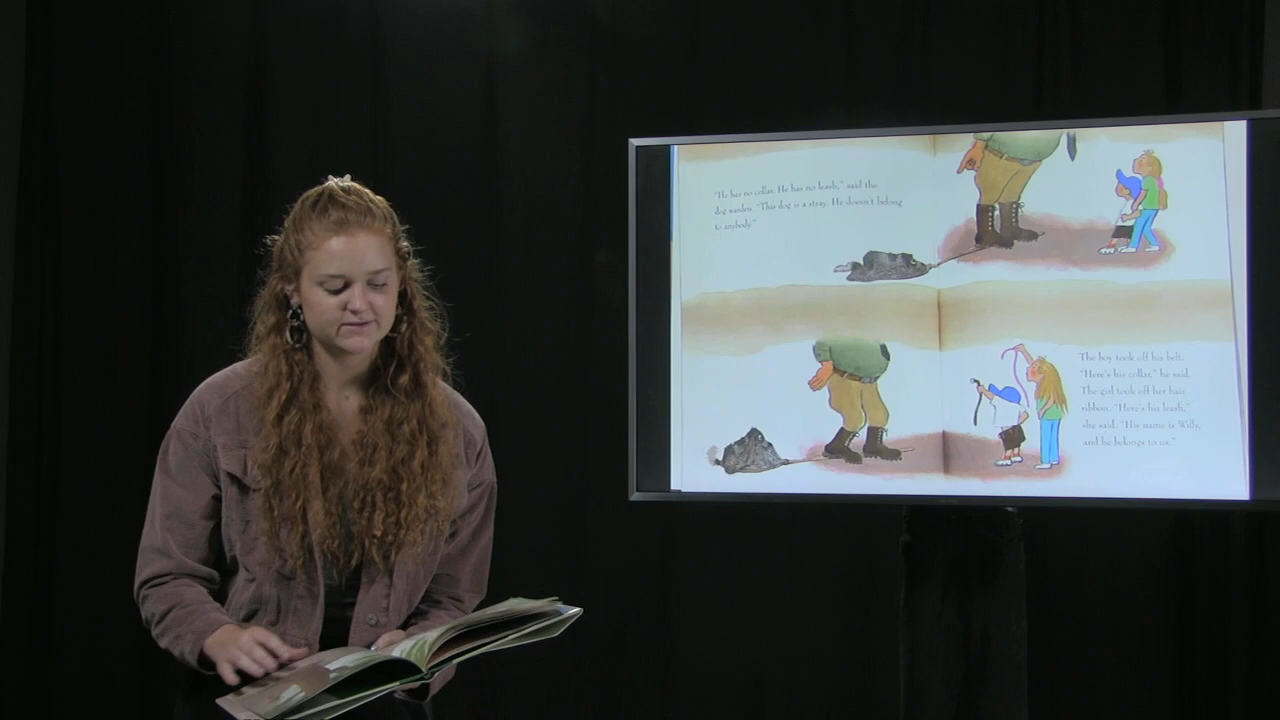 "He has no collar. He has no leash," said the
dog warden. "This dog is a stray. He doesn't belong
to anybody."
The boy took off his belt.
"Here's his collar," he said.
The girl took off her hair
ribbon. "Here's his leash,"
she said. "His name is Willy,
and he belongs to us."